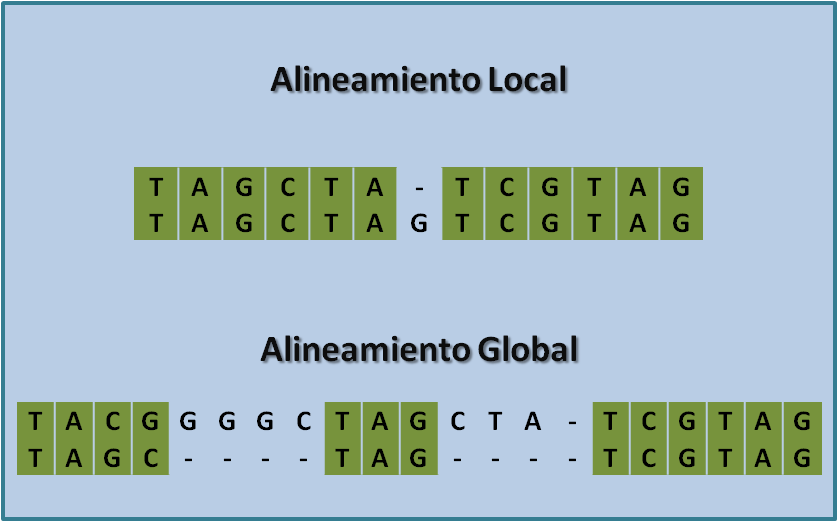 Alineamiento Local
T A G C T A - T C G T A G
T A G C T A G T C G T A G
Alineamiento Global
T A C G G G G C T A G C T A - T C G T A G
T A G C - - - - T A G - - - - T C G T A G